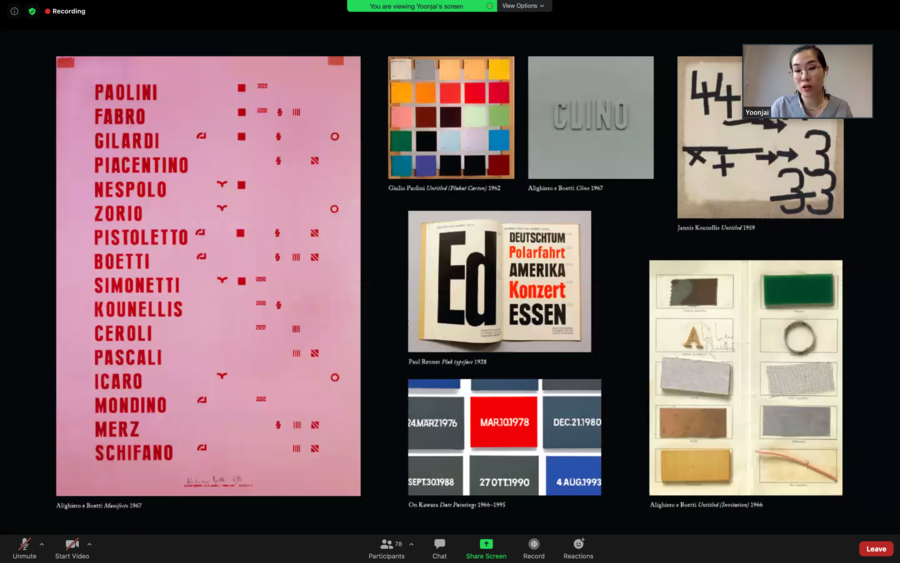 Recording
You are viewing Yoonjai's screen
View Options
PAOLINI
FABRO
GILARDI
PIACENTINO
NESPOLO
ZORIO
PISTOLETTO
BOETTI
SIMONETTI
KOUNELLIS
CEROLI
PASCALI
ICARO
MONDINO
MERZ
SCHIFANO
Alighiero e Boetti Manifesto 1967
Giulio Paolini Untitled (Plakat Carton) 1962
CLINO
Alighiero e Boetti Clino 1967
44
3
x +
33
Jannis Kounellis Untitled 1959
Yoonjai
Ed
DEUTSCHTUM
Polarfahrt
AMERIKA
Konzert
ESSEN
Paul Renner Plak typeface 1928
24.MÄRZ1976
MAR.10.1978
DEC.21.1980
SEPT.30.1988
27 OTT.1990
4 AUG.1993
On Kawara Date Paintings 1966–1995
A
Alighiero e Boetti Untitled (Invitation) 1966
Unmute
Start Video
78
Participants
Chat
Share Screen
Record
Reactions
Leave